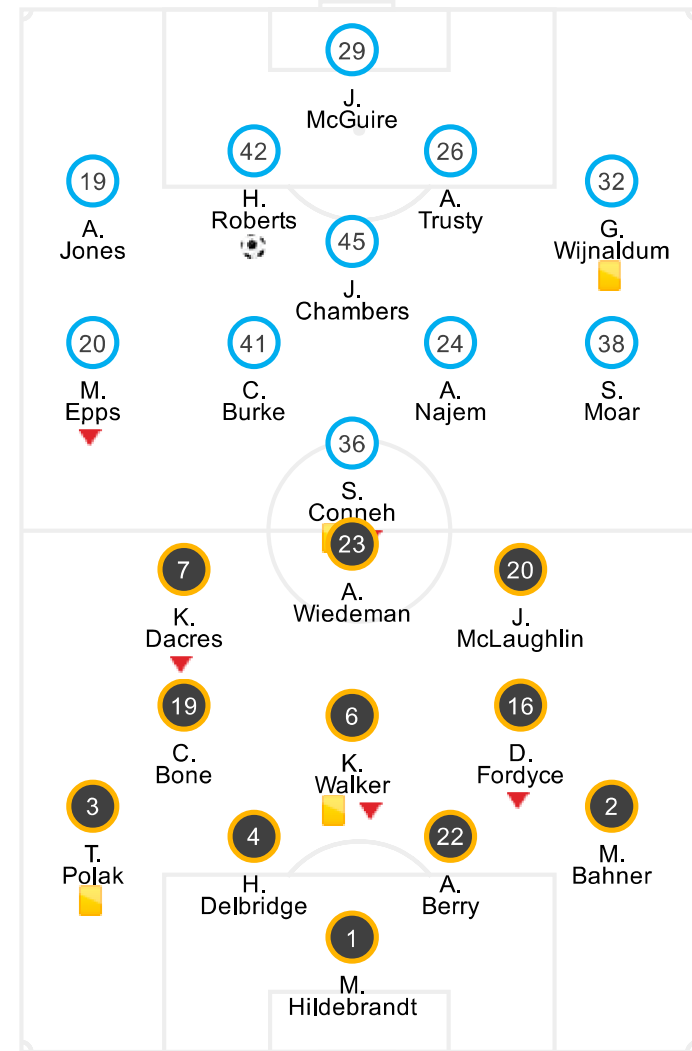 29
J.
McGuire
42
H.
Roberts
26
A.
Trusty
19
A.
Jones
32
G.
Wijnaldum
45
J.
Chambers
20
M.
Epps
41
C.
Burke
24
A.
Najem
38
S.
Moar
36
S.
Conneh
23
A.
Wiedeman
7
K.
Dacres
20
J.
McLaughlin
19
C.
Bone
6
K.
Walker
16
D.
Fordyce
3
T.
Polak
4
H.
Delbridge
22
A.
Berry
2
M.
Bahner
1
M.
Hildebrandt